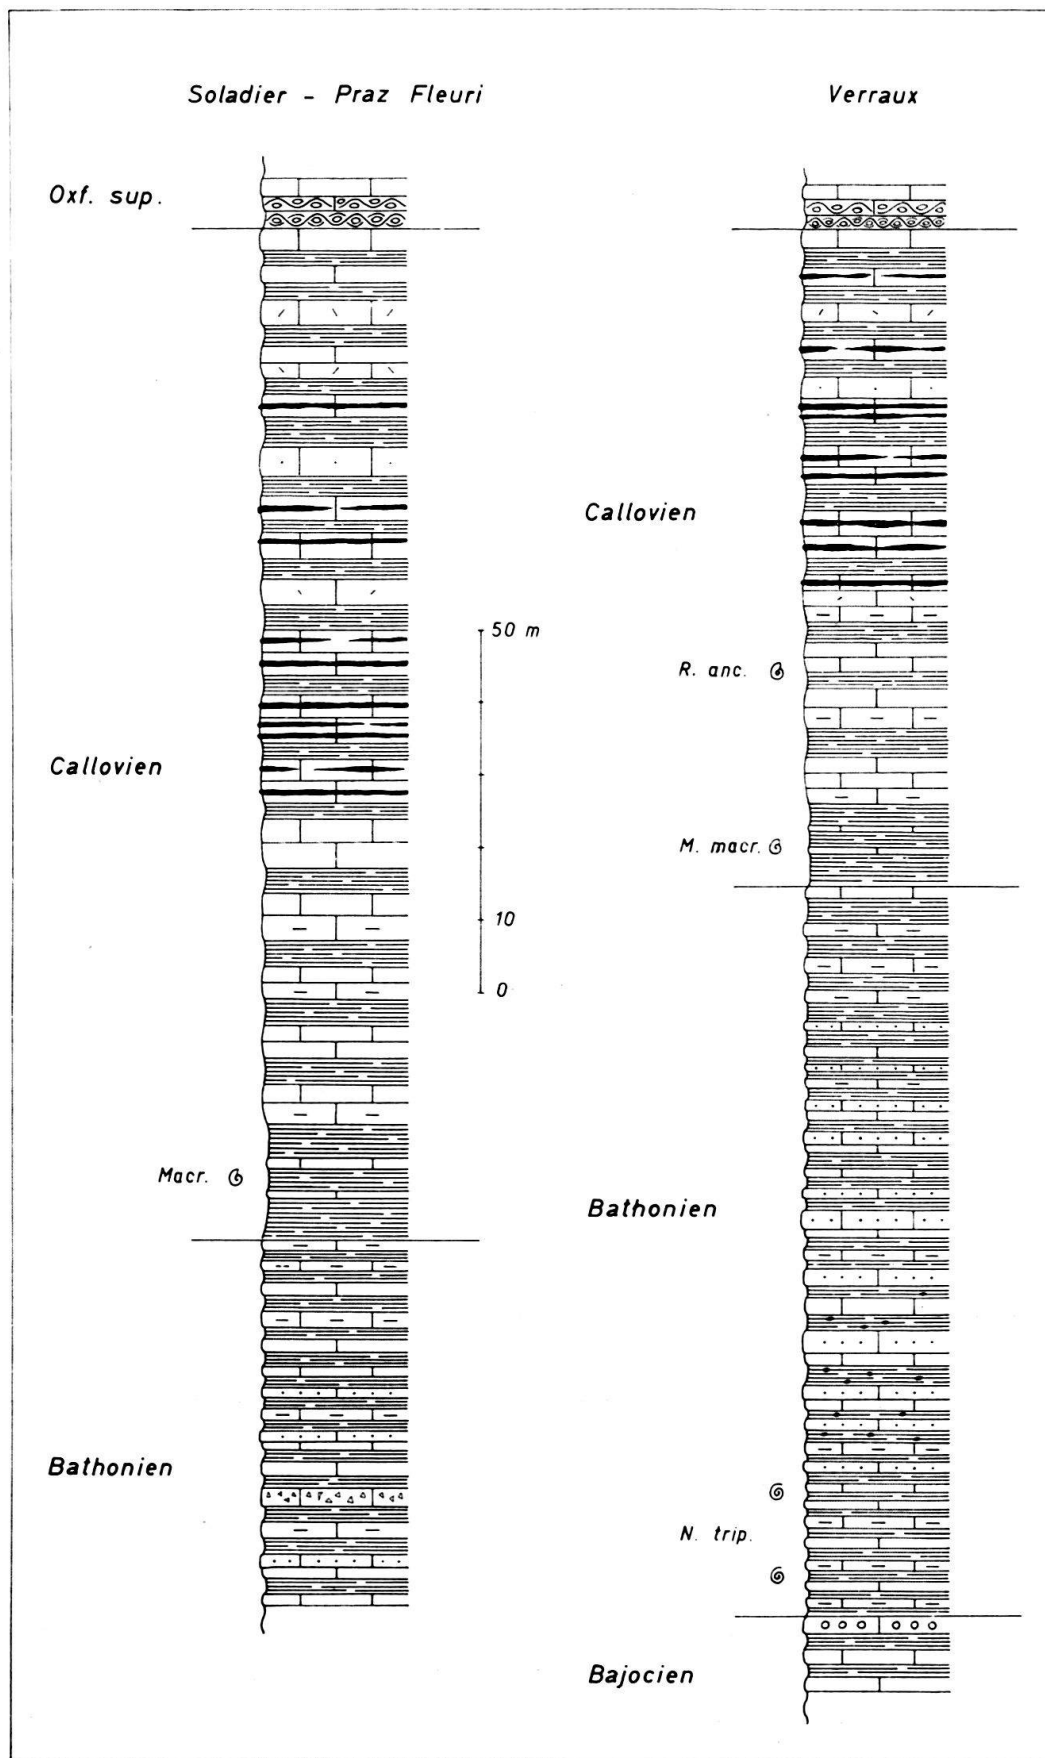 Soladier - Praz Fleuri
Verraux
Oxf. sup.
Callovien
50 m
R. anc.
Callovien
M. macr.
10
0
Macr.
Bathonien
Bathonien
N. trip.
Bajocien